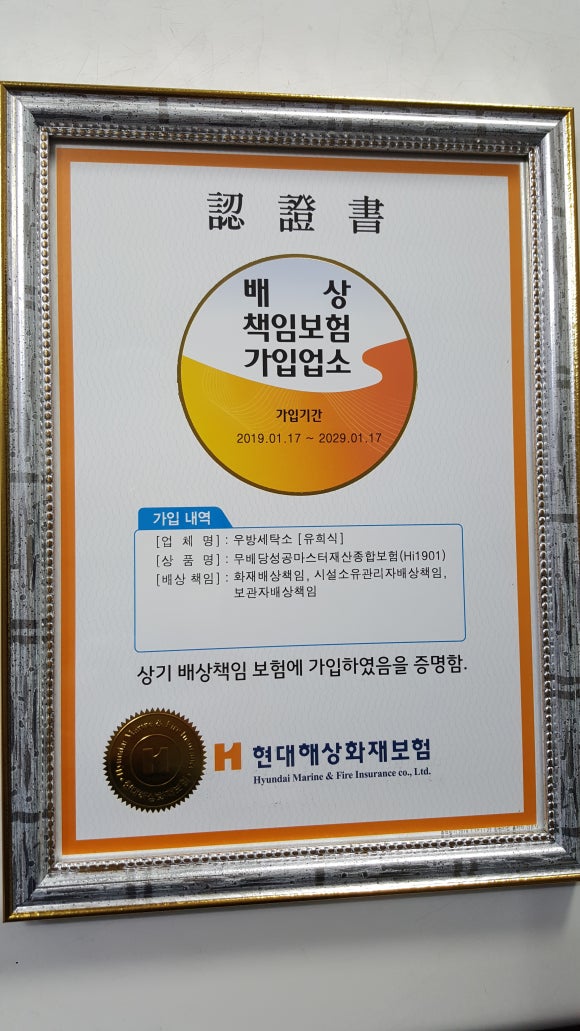 認 證 書
배 상
책임보험
가입업소
가입기간
2019.01.17 ~ 2029.01.17
가입 내역
[업 체 명] : 우방세탁소 [유희식]
[상 품 명] : 무배당성공마스터재산종합보험(Hi1901)
[배상 책임] : 화재배상책임, 시설소유관리자배상책임,
보관자배상책임
상기 배상책임 보험에 가입하였음을 증명함.
Hyundai Marine & Fire Insurance
H 현대해상화재보험
Hyundai Marine & Fire Insurance co., Ltd.